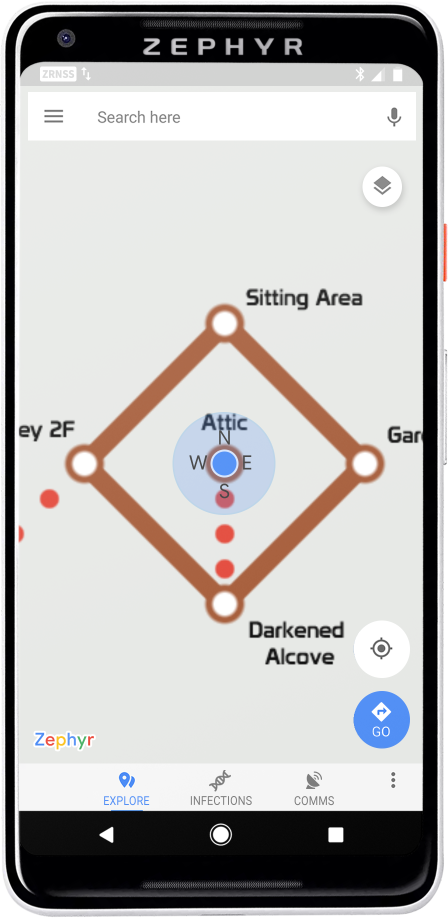 ZEPHYR
ZRNSS
Search here
Sitting Area
ey 2F
Attic
Gar
N
W E
S
Darkened
Alcove
GO
Zephyr
EXPLORE
INFECTIONS
COMMS